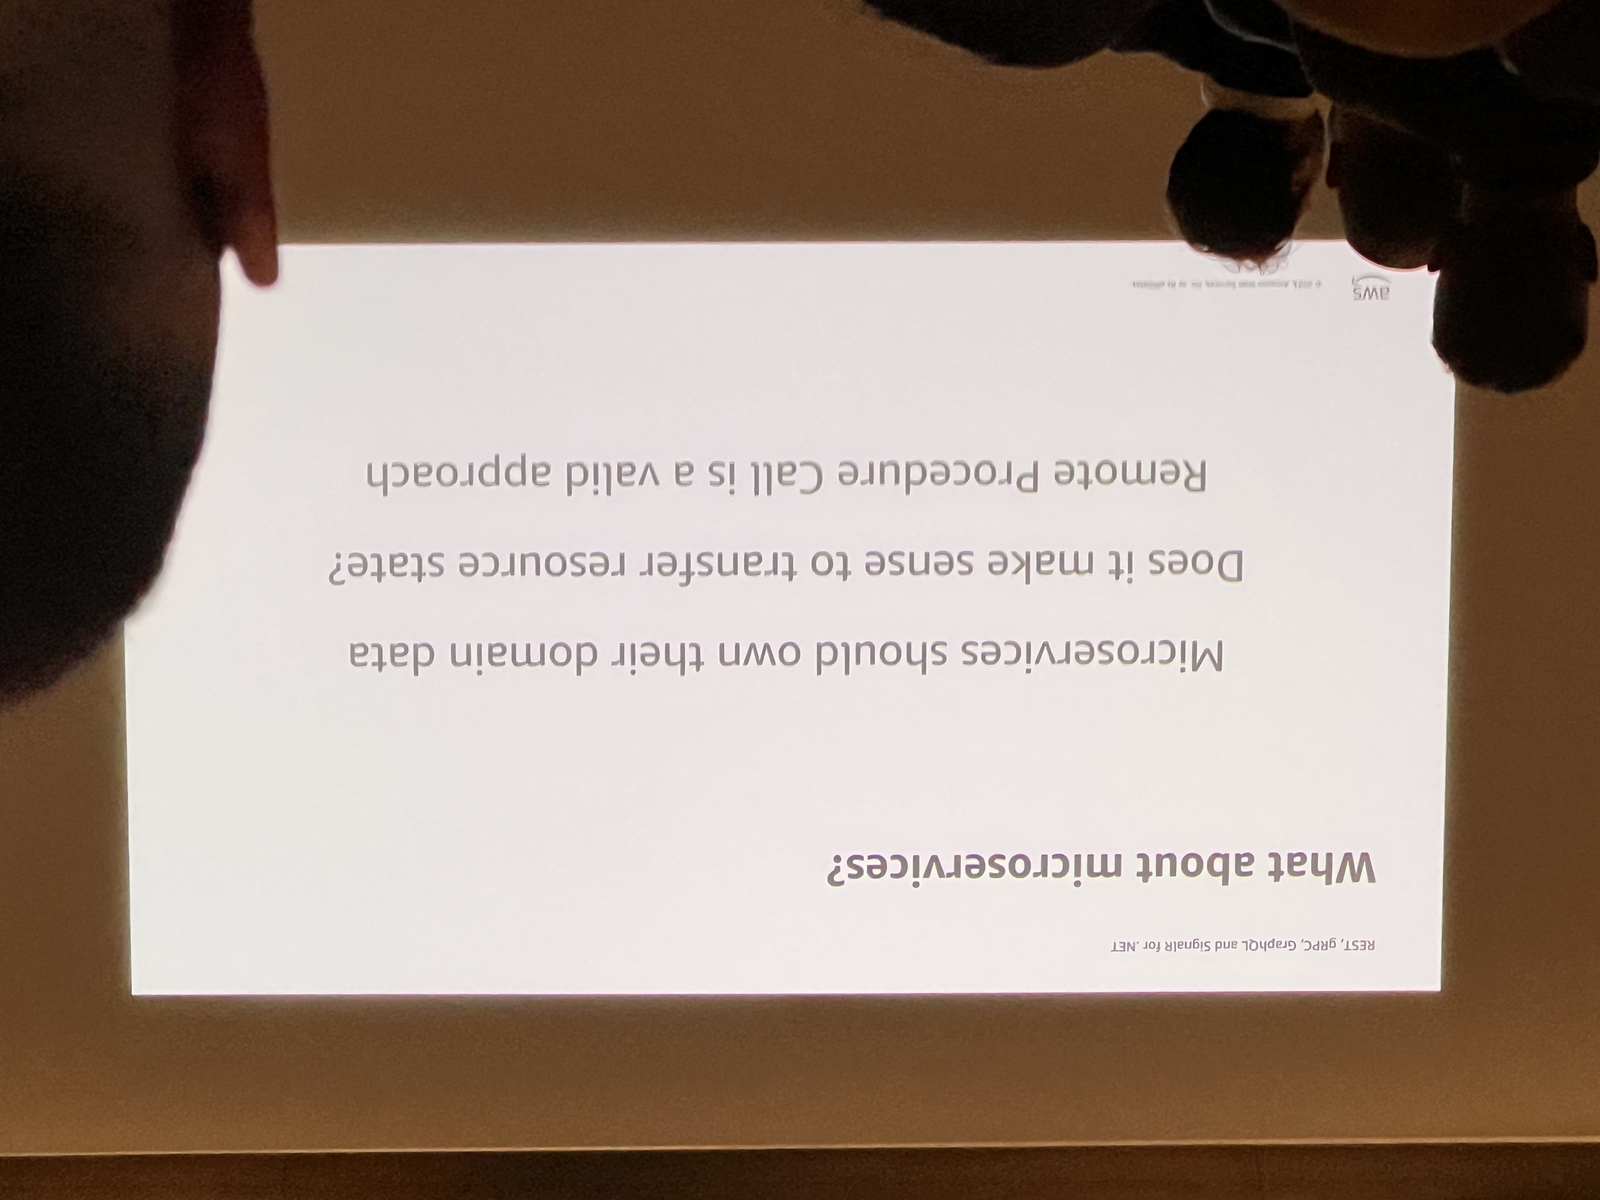 REST, gRPC, GraphQL and SignalR for .NET
What about microservices?
Microservices should own their domain data
Does it make sense to transfer resource state?
Remote Procedure Call is a valid approach
aws
Amazon Web Services, Inc. or its affiliates.